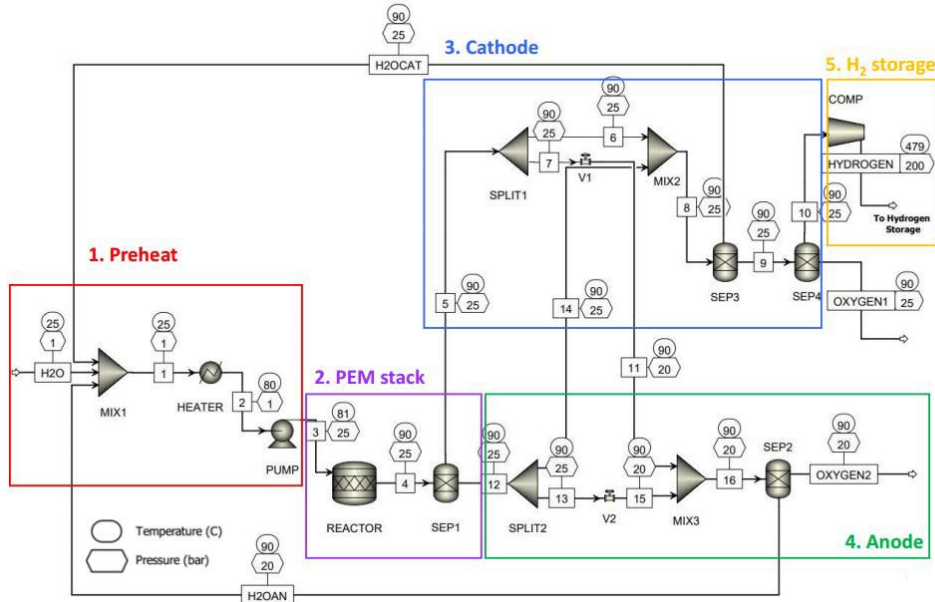 90
25
H2OCAT
3. Cathode
5. H₂ storage
COMP
90
25
6
90
25
7
V1
SPLIT1
MIX2
479
HYDROGEN 200
To Hydrogen
Storage
90
8 25
90
25
9
90
10 25
SEP3
SEP4
90
OXYGEN1 25
1. Preheat
25
1
H2O
MIX1
25
1
1
HEATER
80
2 1
PUMP
2. PEM stack
81
3 25
REACTOR
90
25
4
SEP1
90
5 25
90
14 25
90
11 20
90
25
12
SPLIT2
90
25
13
V2
90
20
15
MIX3
90
20
16
SEP2
90
20
OXYGEN2
4. Anode
Temperature (C)
Pressure (bar)
90
20
H2OAN